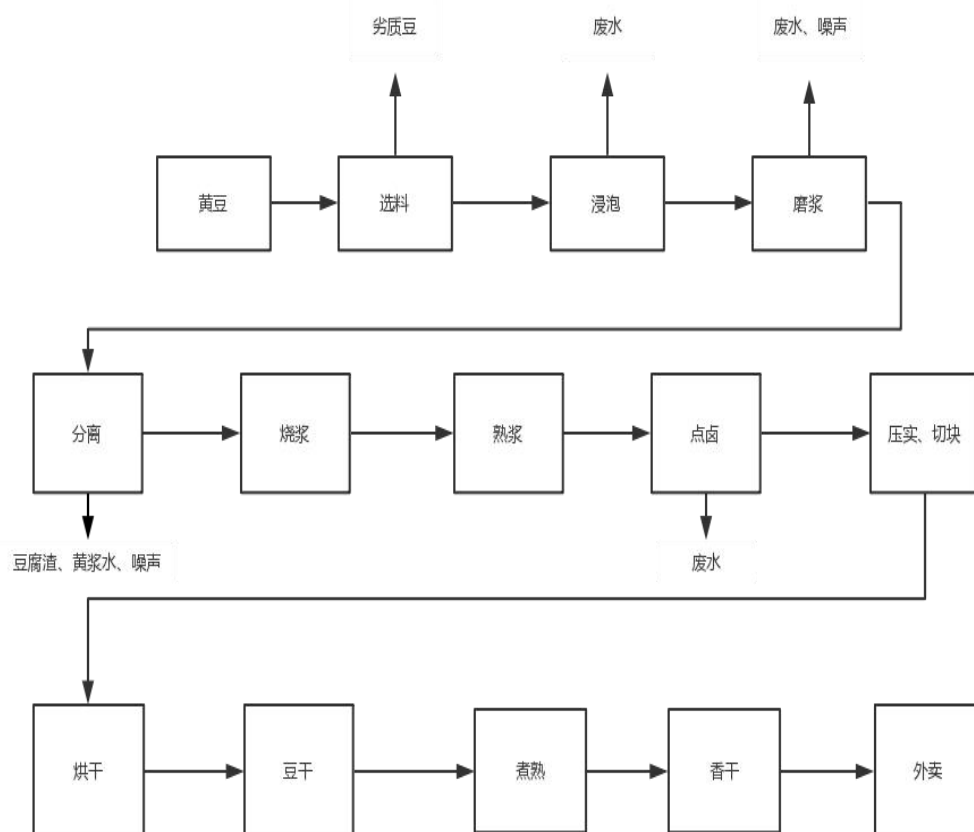 劣质豆
废水
废水、噪声
黄豆
选料
浸泡
磨浆
分离
烧浆
熟浆
点卤
压实、切块
豆腐渣、黄浆水、噪声
废水
烘干
豆干
煮熟
香干
外卖